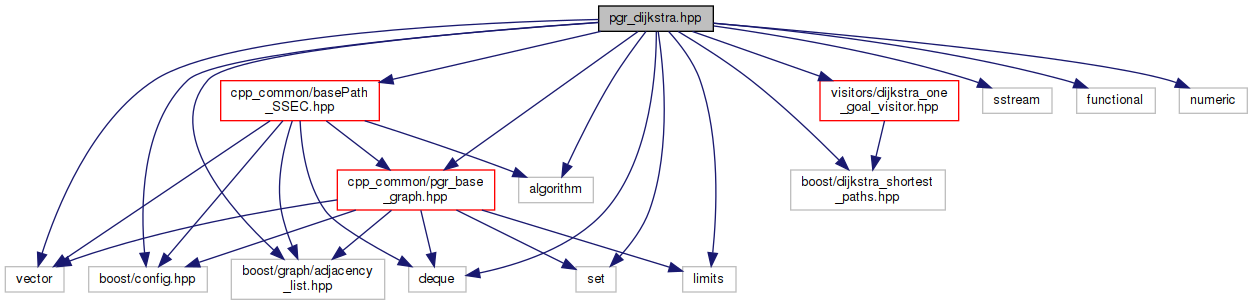 pgr_dijkstra.hpp
cpp_common/basePath
_SSEC.hpp
visitors/dijkstra_one
_goal_visitor.hpp
sstream
functional
numeric
cpp_common/pgr_base
_graph.hpp
algorithm
boost/dijkstra_shortest
_paths.hpp
vector
boost/config.hpp
boost/graph/adjacency
_list.hpp
deque
set
limits